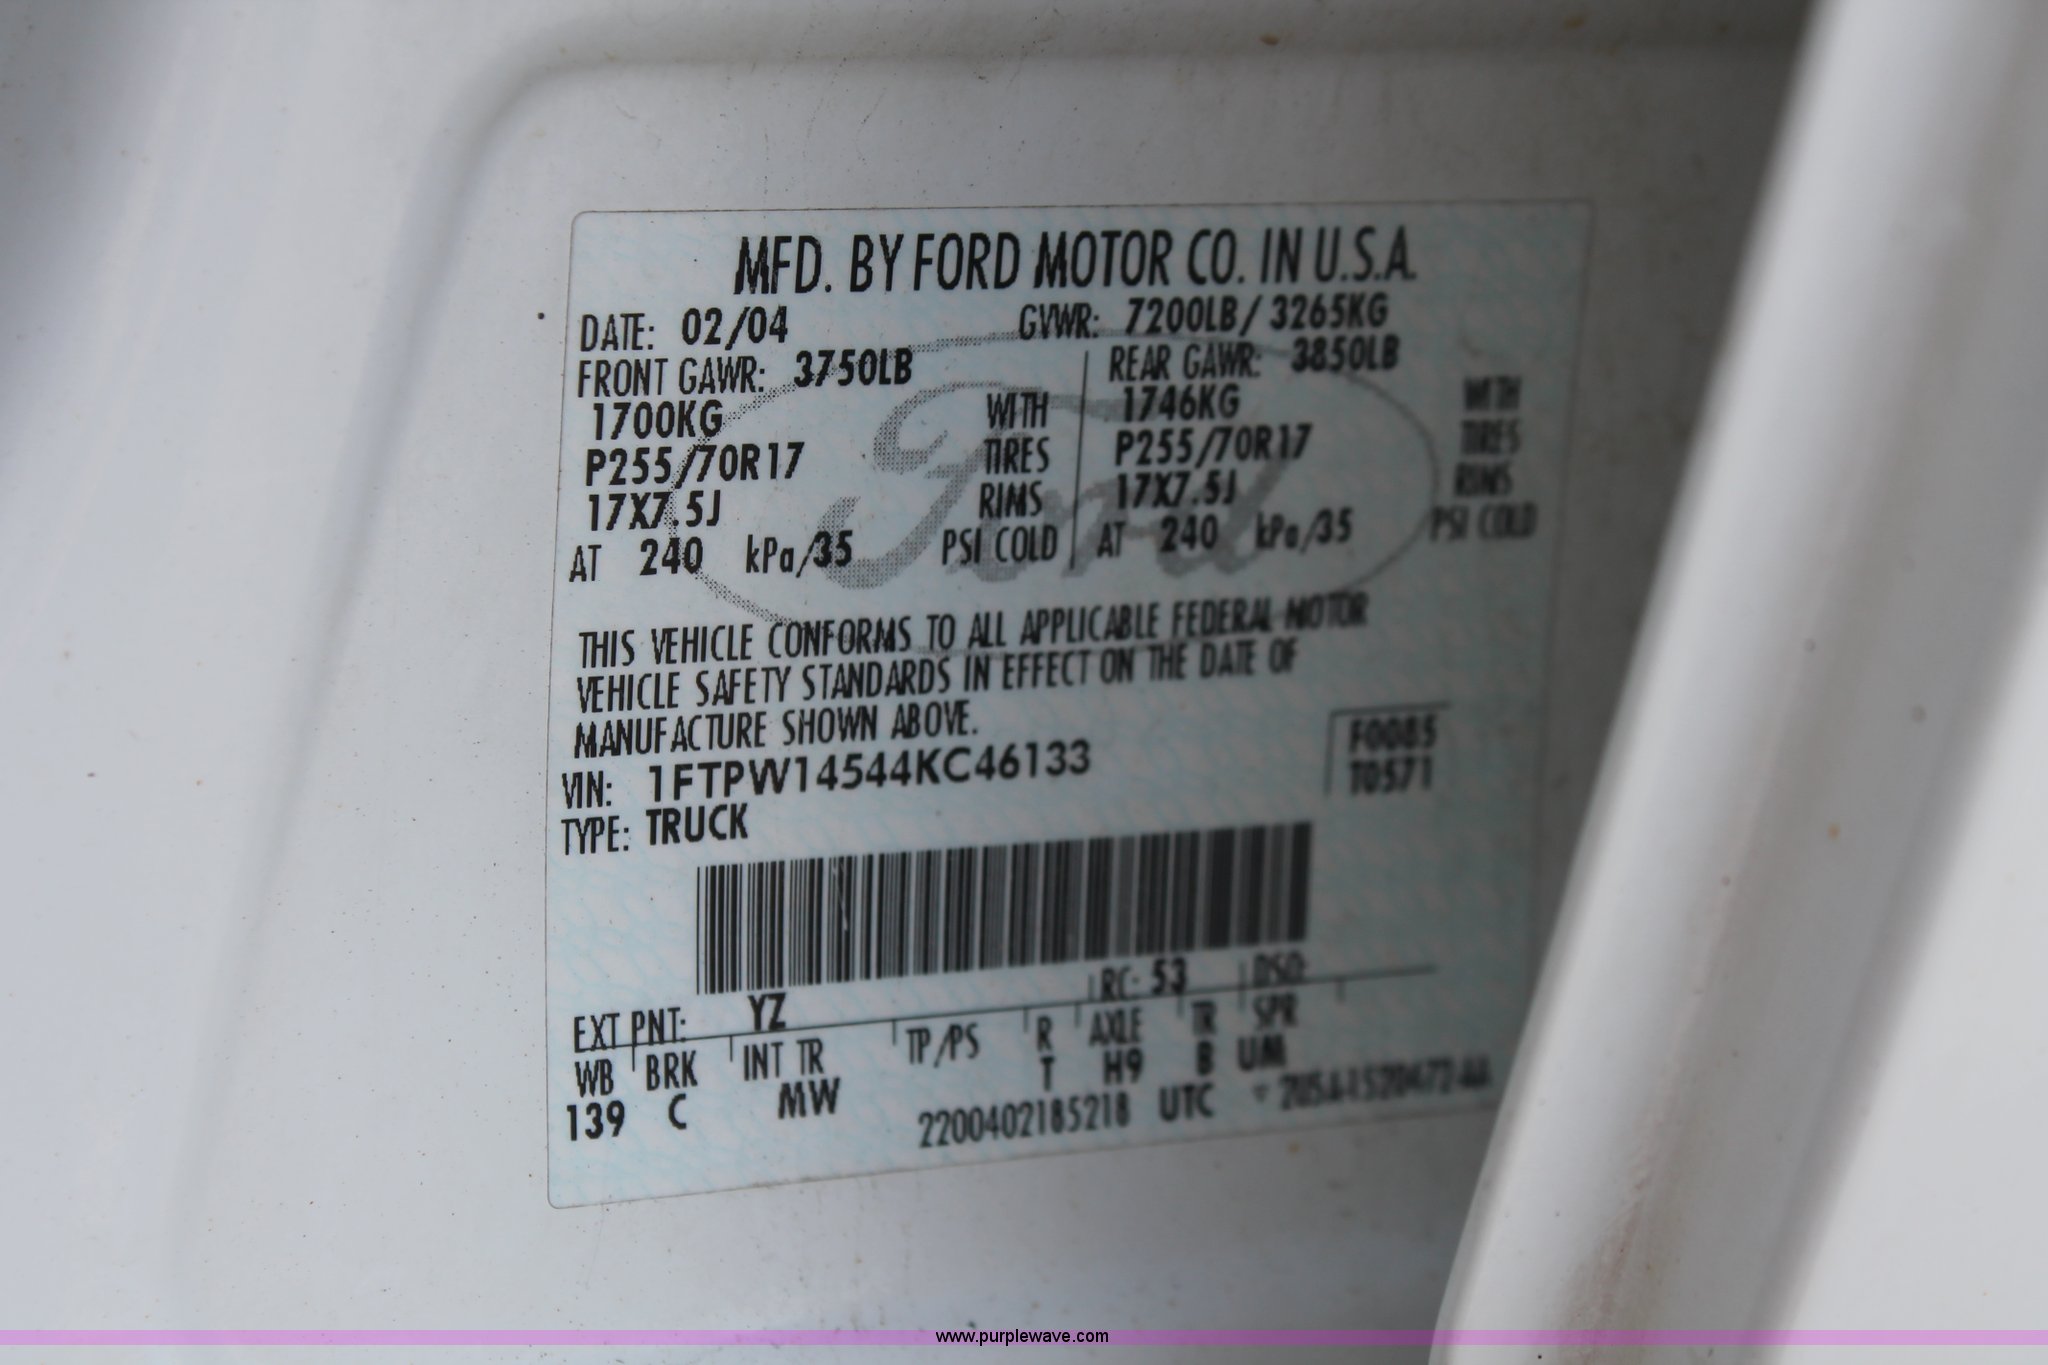 MFD. BY FORD MOTOR CO. IN U.S.A.
DATE: 02/04 GVWR: 7200LB / 3265KG
FRONT GAWR: 3750LB REAR GAWR: 3850LB
1700KG WITH 1746KG WITH
P255/70R17 TIRES P255/70R17 TIRES
17X7.5J RIMS 17X7.5J RIMS
AT 240 kPa/35 PSI COLD AT 240 kPa/35 PSI COLD
Ford
THIS VEHICLE CONFORMS TO ALL APPLICABLE FEDERAL MOTOR
VEHICLE SAFETY STANDARDS IN EFFECT ON THE DATE OF
MANUFACTURE SHOWN ABOVE.
F0085
VIN: 1FTPW14544KC46133 T0571
TYPE: TRUCK
EXT PNT: YZ RC: 53 DSO:
WB BRK INT TR TP/PS R AXLE TR SPR
139 C MW T H9 B UM
2200402185218 UTC
www.purplewave.com